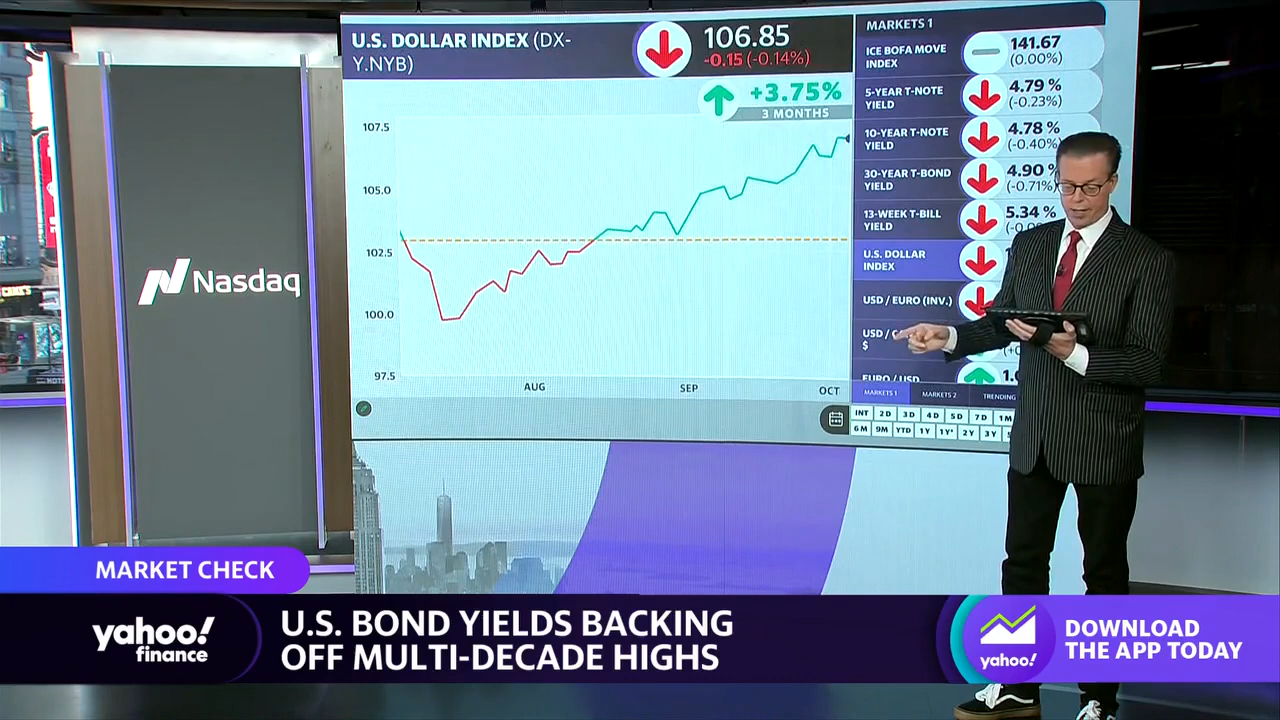 U.S. DOLLAR INDEX (DX-
Y.NYB)
106.85
-0.15 (-0.14%)
+3.75%
3 MONTHS
107.5
105.0
102.5
100.0
97.5
AUG
SEP
OCT
MARKETS 1
ICE BOFA MOVE
INDEX
141.67
(0.00%)
5-YEAR T-NOTE
YIELD
4.79 %
(-0.23%)
10-YEAR T-NOTE
YIELD
4.78 %
(-0.40%)
30-YEAR T-BOND
YIELD
4.90 %
(-0.71%)
13-WEEK T-BILL
YIELD
5.34 %
U.S. DOLLAR
INDEX
USD / EURO (INV.)
USD /
$
EURO / USD
MARKETS 1
MARKETS 2
TRENDING
INT 2D 3D 4D 5D 7D 1M
6M 9M YTD 1Y 1Y' 2Y 3Y
Nasdaq
MARKET CHECK
yahoo!
finance
U.S. BOND YIELDS BACKING
OFF MULTI-DECADE HIGHS
yahoo!
DOWNLOAD
THE APP TODAY